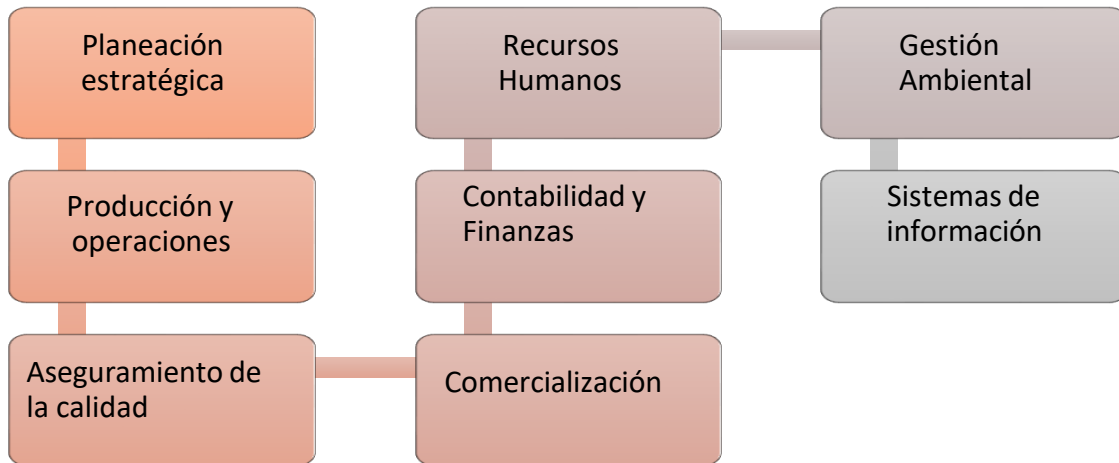 Planeación
estratégica
Producción y
operaciones
Aseguramiento de
la calidad
Comercialización
Contabilidad y
Finanzas
Recursos
Humanos
Gestión
Ambiental
Sistemas de
información